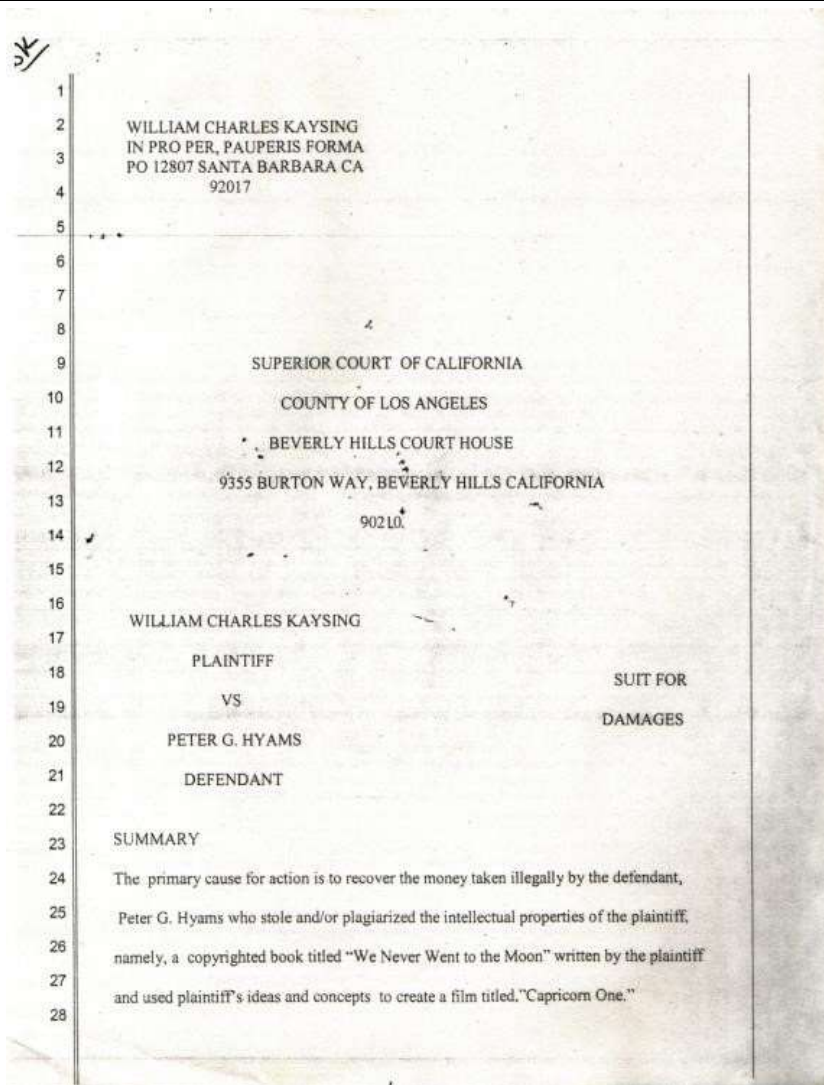 OK
1
2 WILLIAM CHARLES KAYSING
IN PRO PER, PAUPERIS FORMA
3 PO 12807 SANTA BARBARA CA
4 92017
5
6
7
8
9 SUPERIOR COURT OF CALIFORNIA
10 COUNTY OF LOS ANGELES
11 BEVERLY HILLS COURT HOUSE
12 9355 BURTON WAY, BEVERLY HILLS CALIFORNIA
13
14 90210.
15
16 WILLIAM CHARLES KAYSING
17
18 PLAINTIFF SUIT FOR
19 VS DAMAGES
20 PETER G. HYAMS
21 DEFENDANT
22
23 SUMMARY
24 The primary cause for action is to recover the money taken illegally by the defendant,
25 Peter G. Hyams who stole and/or plagiarized the intellectual properties of the plaintiff,
26 namely, a copyrighted book titled “We Never Went to the Moon” written by the plaintiff
27 and used plaintiff's ideas and concepts to create a film titled,"Capricorn One."
28